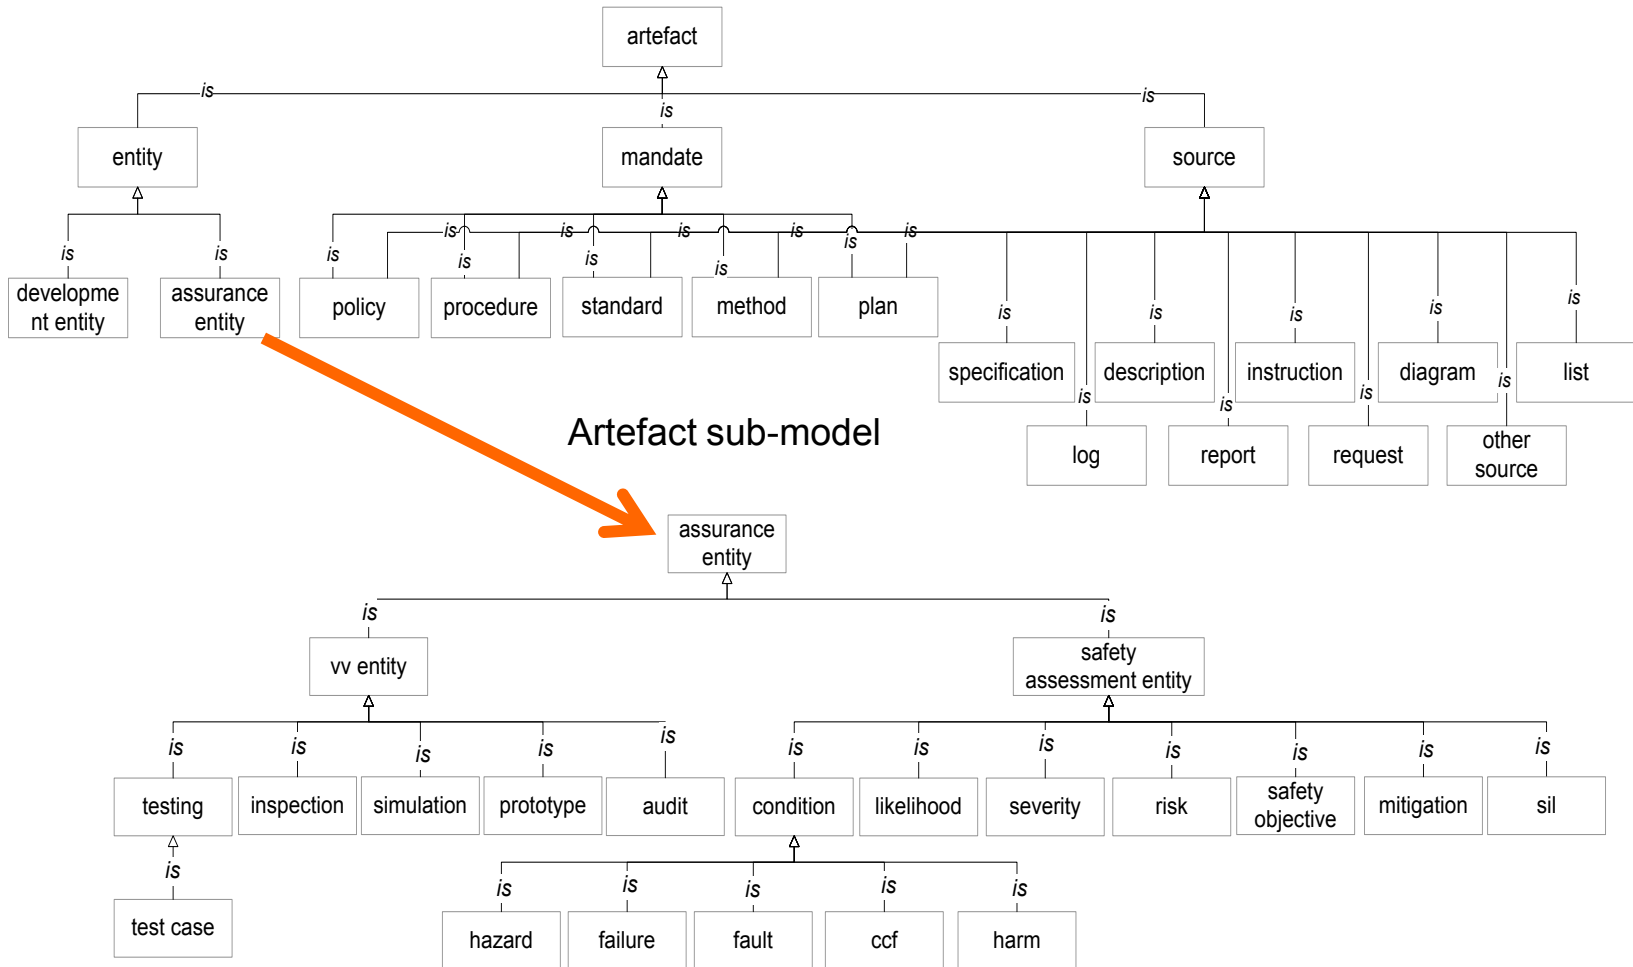 artefact
is
is
is
entity
mandate
source
is
is
is
is
is
is
is
is
is
is
is
is
developme
nt entity
assurance
entity
policy
procedure
standard
method
plan
is
is
is
is
is
specification
description
instruction
diagram
list
is
is
is
is
log
report
request
other
source
Artefact sub-model
assurance
entity
is
is
vv entity
safety
assessment entity
is
is
is
is
is
is
is
is
is
is
is
is
testing
inspection
simulation
prototype
audit
condition
likelihood
severity
risk
safety
objective
mitigation
sil
is
is
is
is
is
is
test case
hazard
failure
fault
ccf
harm